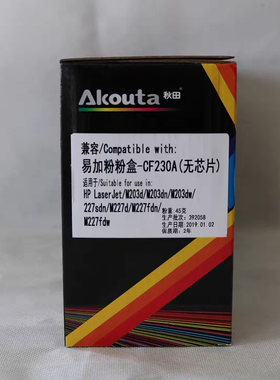 Akouta 秋田
兼容/Compatible with:
易加粉粉盒-CF230A(无芯片)
适用于/Suitable for use in:
HP LaserJet/M203d/M203dn/M203dw/
227sdn/M227d/M227fdn/
M227fdw
粉重 45克
生产批次: 392058
生产日期 2019.01.02
保质期: 2年